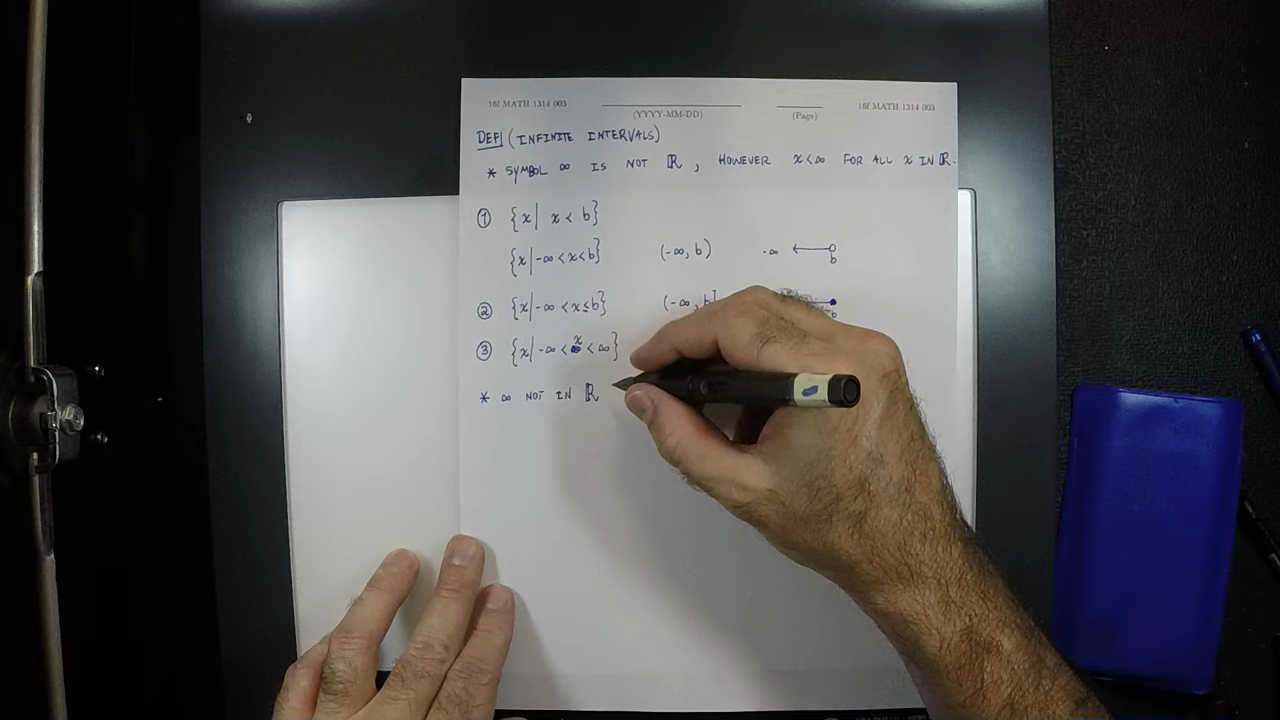 16f MATH 1314 003 (YYYY-MM-DD) (Page) 16f MATH 1314 003
DEF (INFINITE INTERVALS)
* SYMBOL ∞ IS NOT ℝ, HOWEVER x<∞ FOR ALL x IN ℝ.
① {x| x < b}
{x|-∞ <x<b} (-∞, b) -∞ b
② {x|-∞ <x≤b} (-∞, b] b
③ {x|-∞ < x < ∞}
* ∞ NOT IN ℝ